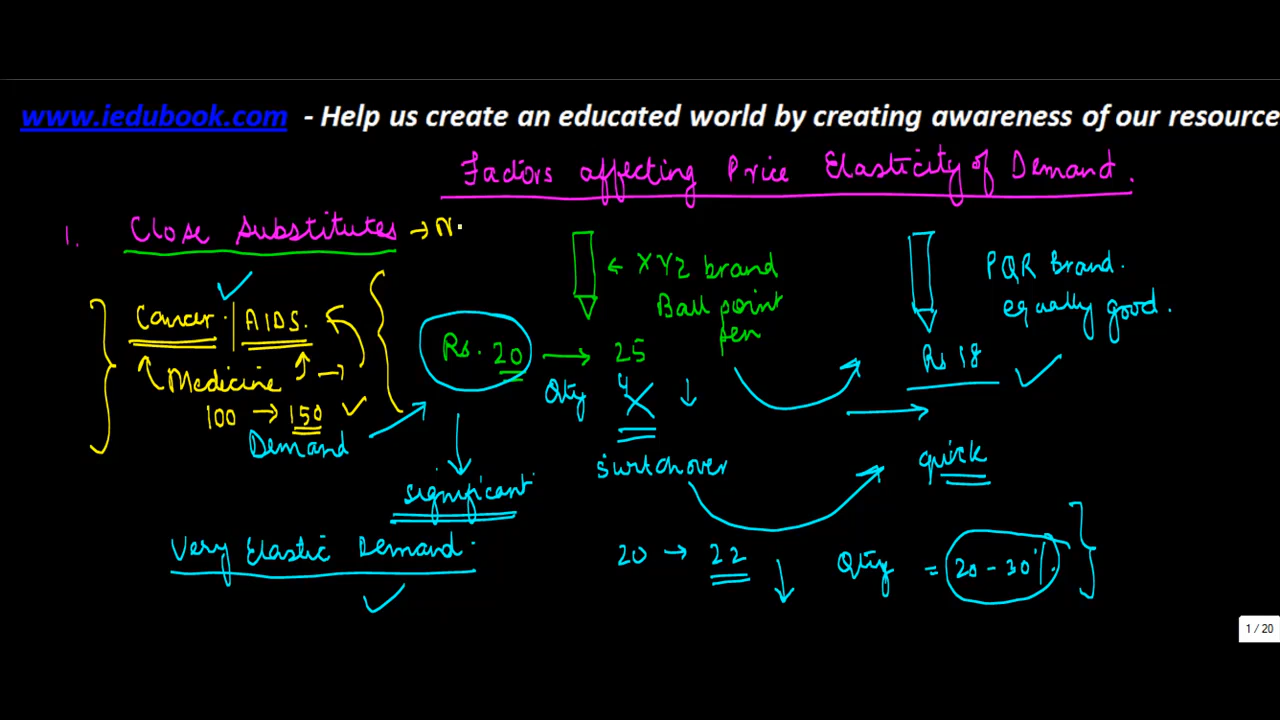 www.iedubook.com - Help us create an educated world by creating awareness of our resource
Factors affecting Price Elasticity of Demand.
1. Close Substitutes → N
← XYZ brand
Ball point
pen
PQR Brand.
equally good.
Cancer. | AIDS.
Medicine →
100 → 150
Demand
Rs. 20 → 25
Qty 4
Rs 18
switchover
quick
significant
Very Elastic Demand.
20 → 22
Qty = 20 - 30%.
1 / 20